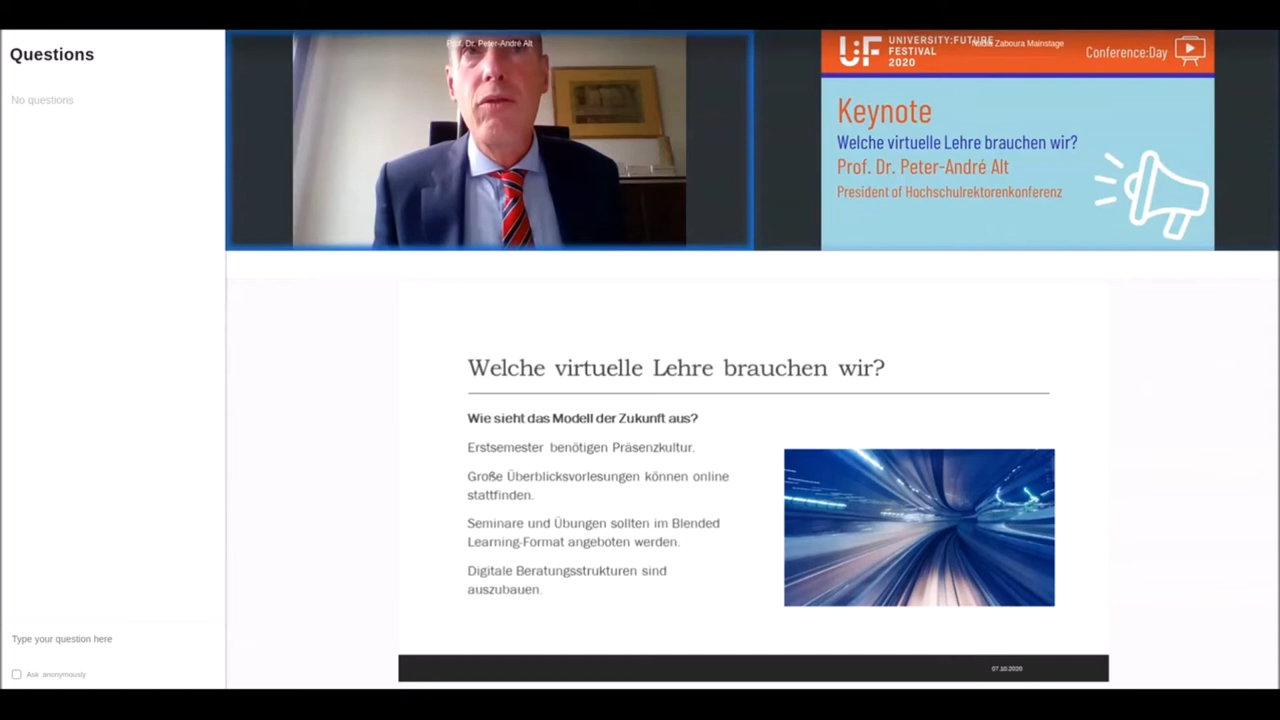 Questions
No questions
Type your question here
Ask anonymously
Prof. Dr. Peter-André Alt
U:F
UNIVERSITY:FUTURE
FESTIVAL
2020
Zaboura Mainstage
Conference:Day
Keynote
Welche virtuelle Lehre brauchen wir?
Prof. Dr. Peter-André Alt
President of Hochschulrektorenkonferenz
Welche virtuelle Lehre brauchen wir?
Wie sieht das Modell der Zukunft aus?
Erstsemester benötigen Präsenzkultur.
Große Überblicksvorlesungen können online
stattfinden.
Seminare und Übungen sollten im Blended
Learning-Format angeboten werden.
Digitale Beratungsstrukturen sind
auszubauen.
07.10.2020